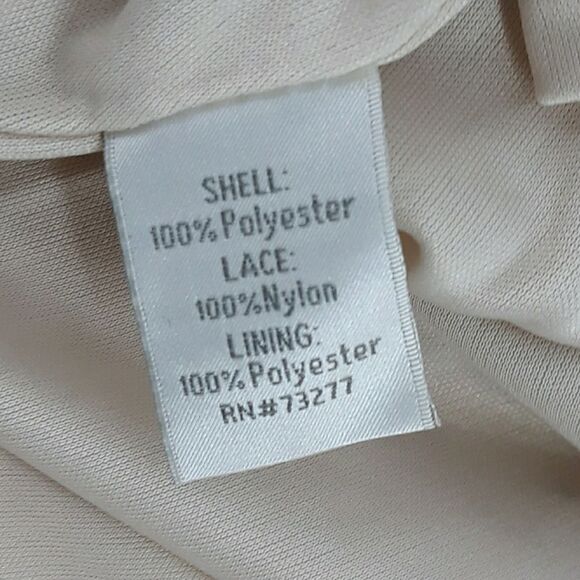 SHELL:
100% Polyester
LACE:
100%Nylon
LINING:
100% Polyester
RN#73277